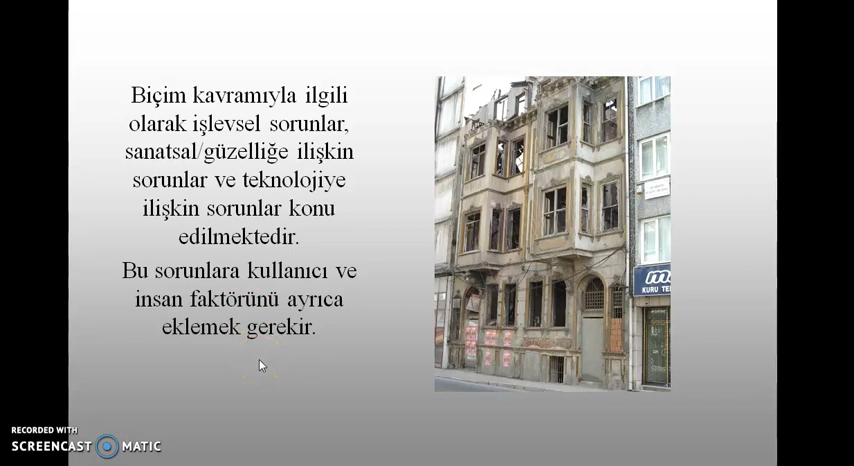 Biçim kavramıyla ilgili
olarak işlevsel sorunlar,
sanatsal/güzelliğe ilişkin
sorunlar ve teknolojiye
ilişkin sorunlar konu
edilmektedir.
Bu sorunlara kullanıcı ve
insan faktörünü ayrıca
eklemek gerekir.
KURU TE
RECORDED WITH
SCREENCAST MATIC